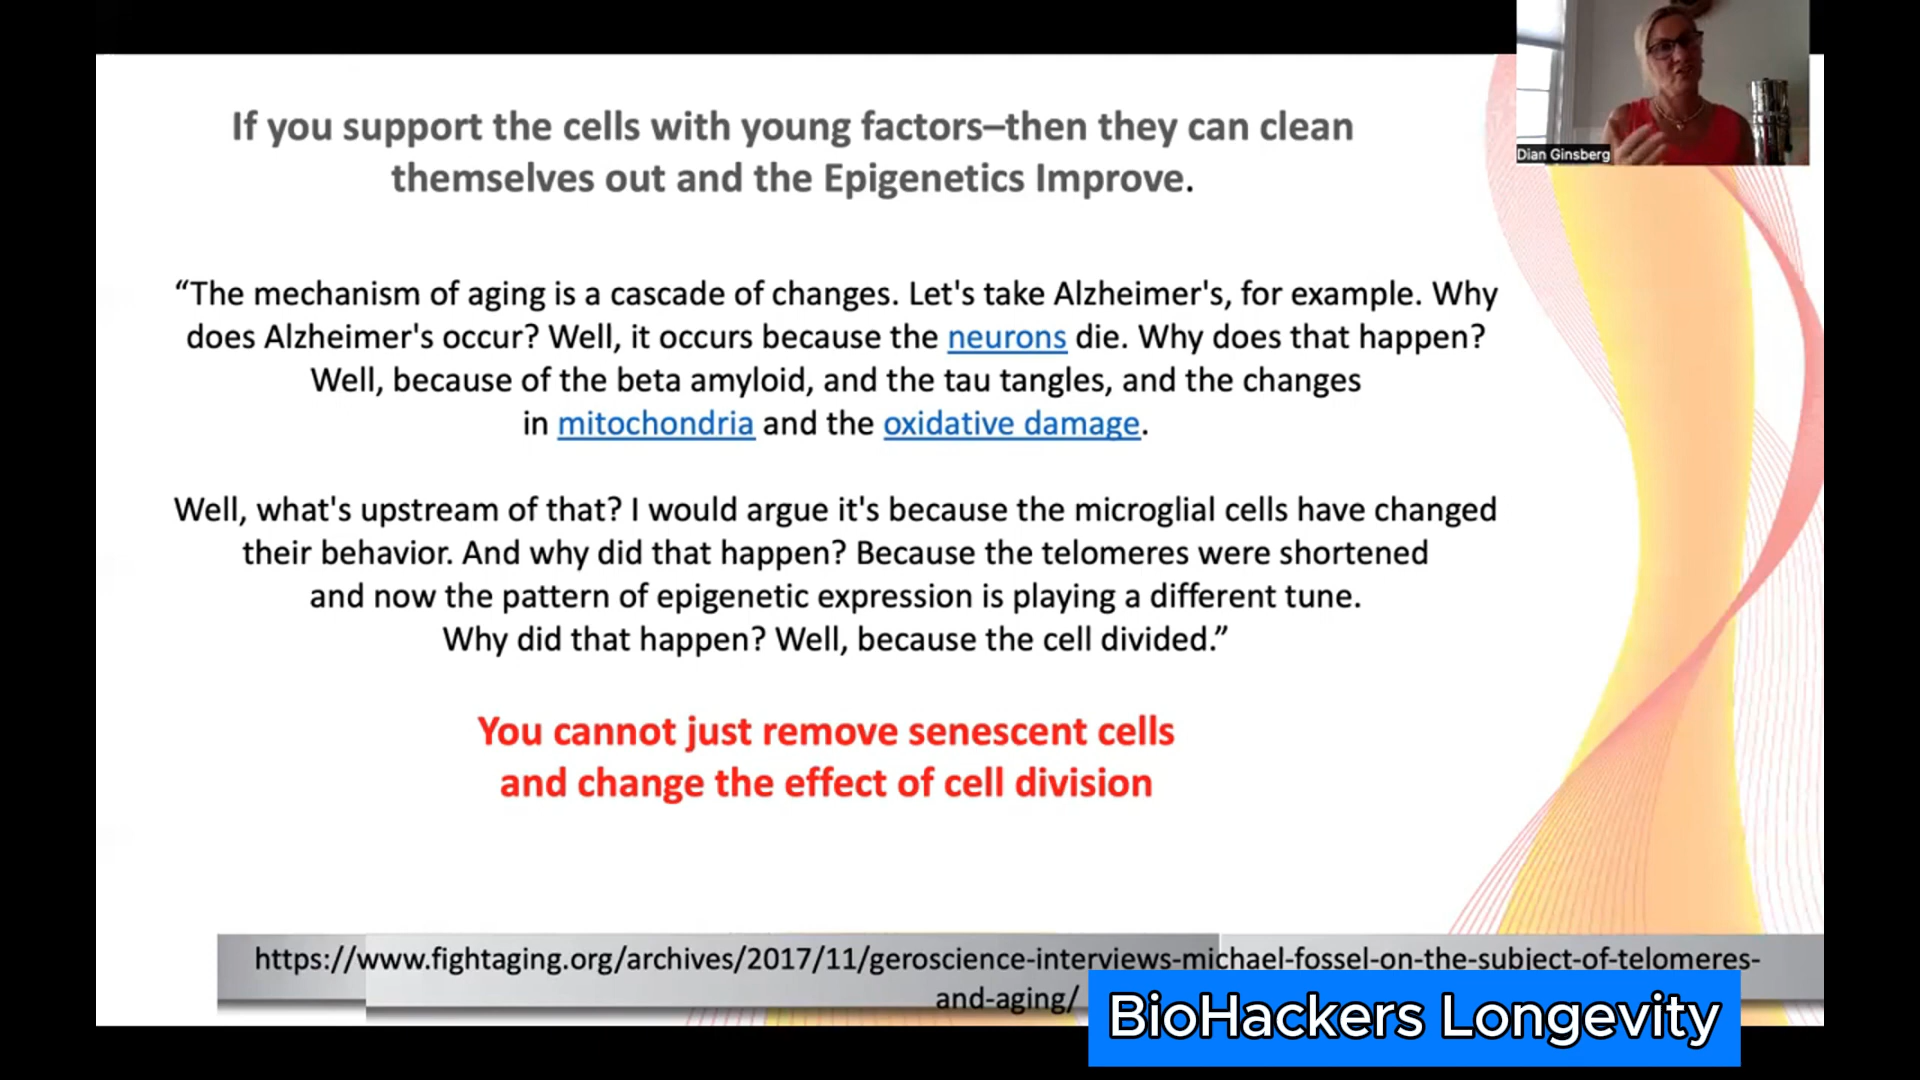 If you support the cells with young factors–then they can clean
themselves out and the Epigenetics Improve.
Dian Ginsberg
“The mechanism of aging is a cascade of changes. Let's take Alzheimer's, for example. Why
does Alzheimer's occur? Well, it occurs because the neurons die. Why does that happen?
Well, because of the beta amyloid, and the tau tangles, and the changes
in mitochondria and the oxidative damage.
Well, what's upstream of that? I would argue it's because the microglial cells have changed
their behavior. And why did that happen? Because the telomeres were shortened
and now the pattern of epigenetic expression is playing a different tune.
Why did that happen? Well, because the cell divided.”
You cannot just remove senescent cells
and change the effect of cell division
https://www.fightaging.org/archives/2017/11/geroscience-interviews-michael-fossel-on-the-subject-of-telomeres-
and-aging/
BioHackers Longevity